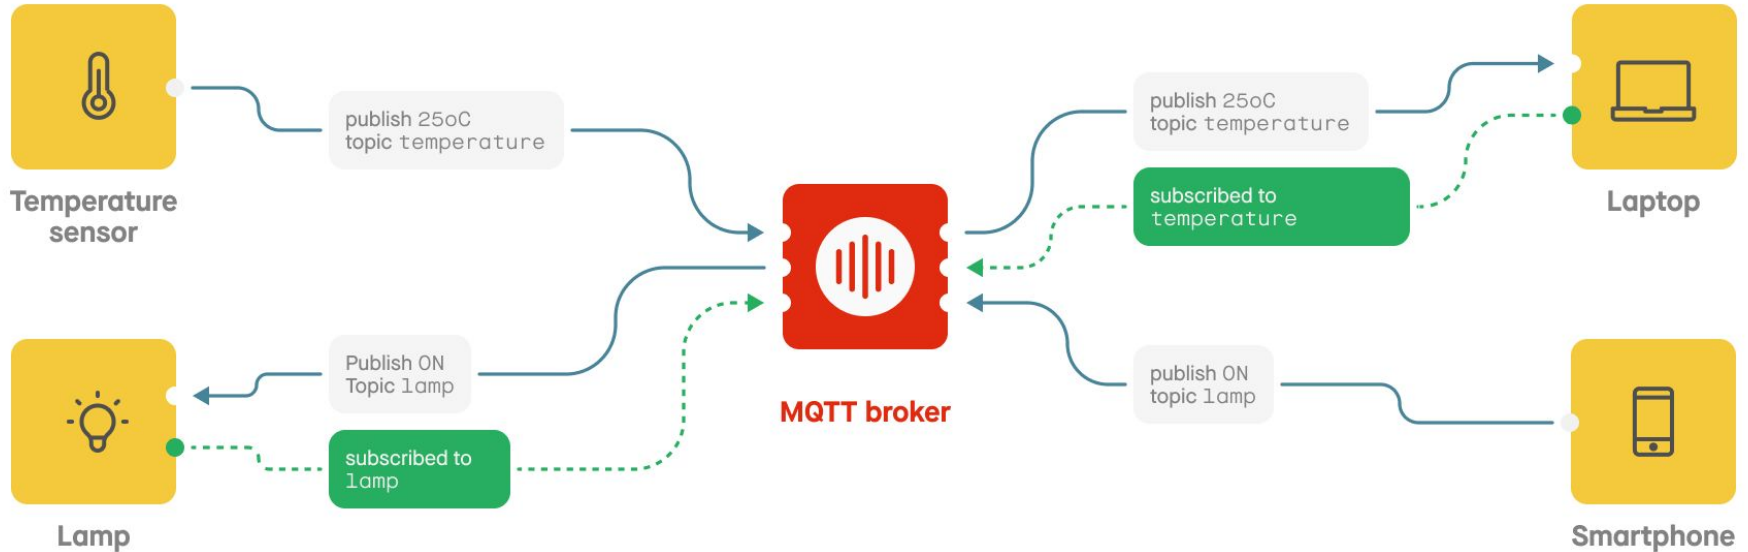 publish 25oC
topic temperature
Temperature
sensor
publish 25oC
topic temperature
subscribed to
temperature
Laptop
Publish ON
Topic lamp
subscribed to
lamp
Lamp
MQTT broker
publish ON
topic lamp
Smartphone